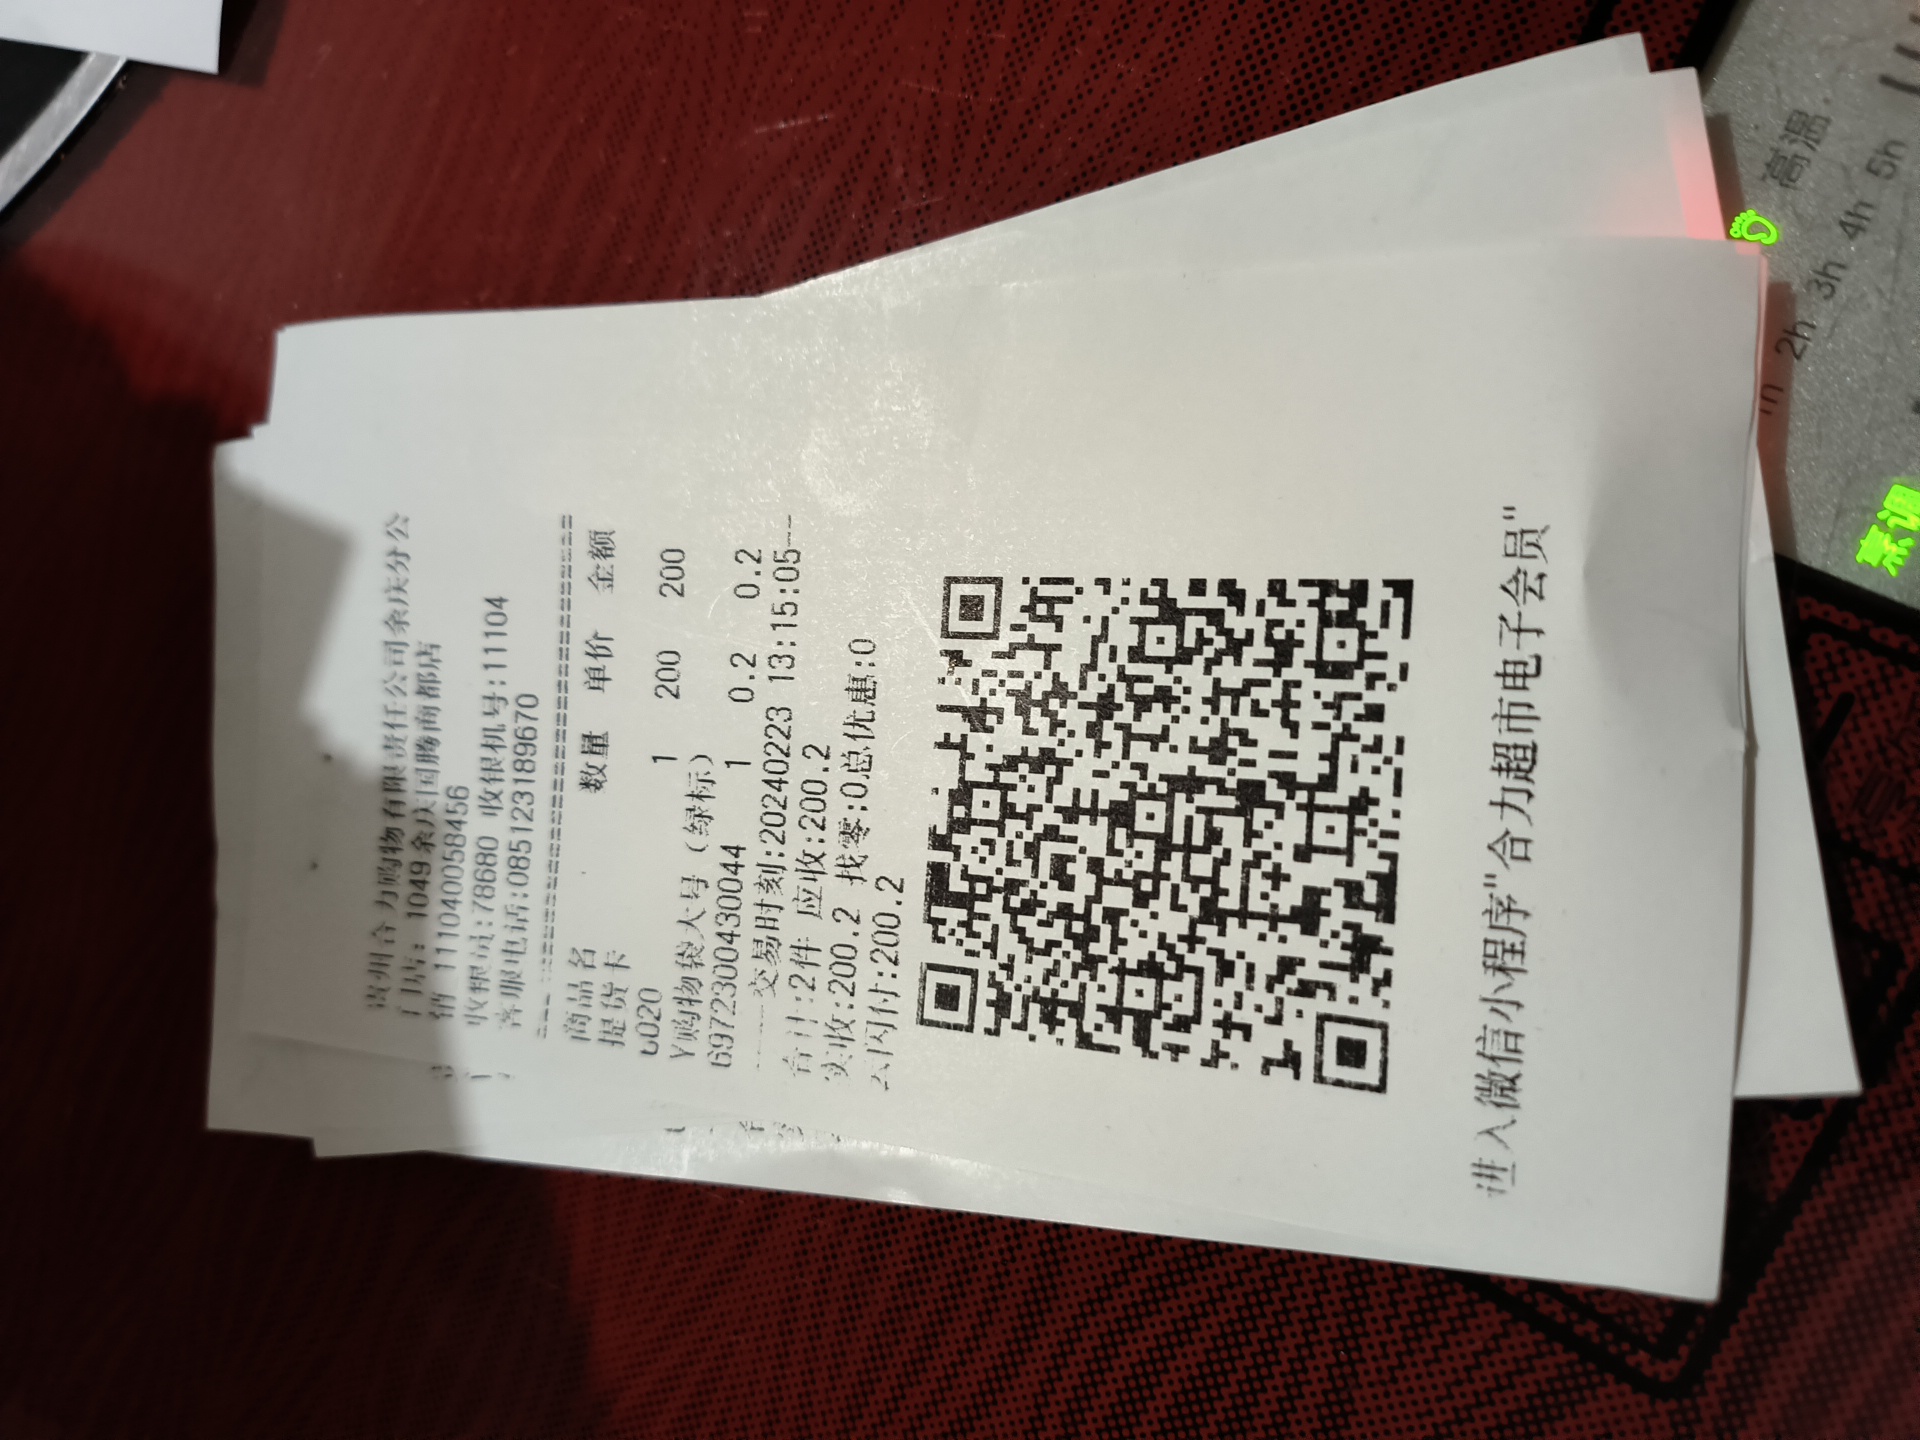 贵州合力购物有限责任公司余庆分公
门店: 1049余庆国腾商都店
销 111040058456
收银员:78680 收银机号:11104
客服电话:085123189670
商品名 数量 单价 金额
提货卡
6020 1 200 200
Y购物袋大号（绿标）
6972300430044 1 0.2 0.2
交易时刻:20240223 13:15:05
合计:2件 应收:200.2
实收:200.2 找零:0总优惠:0
云闪付:200.2
进入微信小程序"合力超市电子会员"
高温
2h 3h 4h 5h